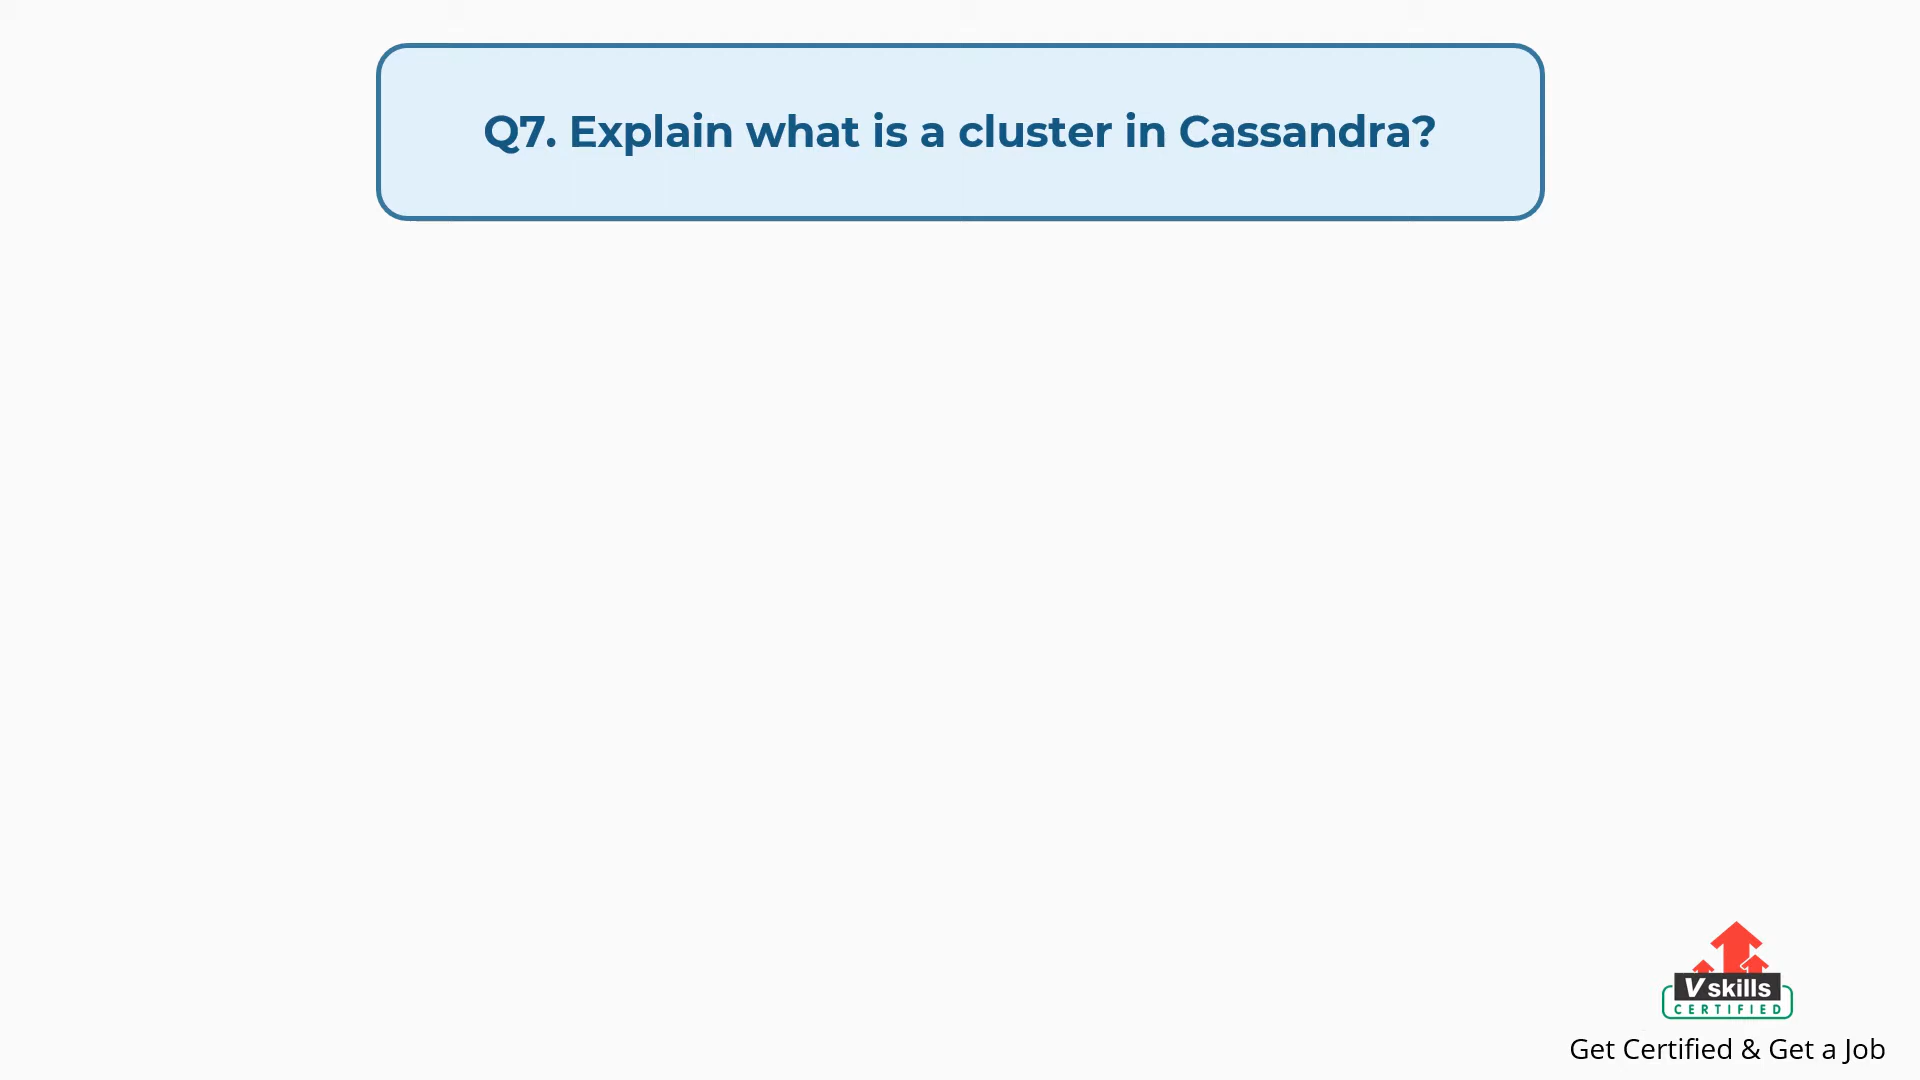 Q7. Explain what is a cluster in Cassandra?
Vskills
CERTIFIED
Get Certified & Get a Job